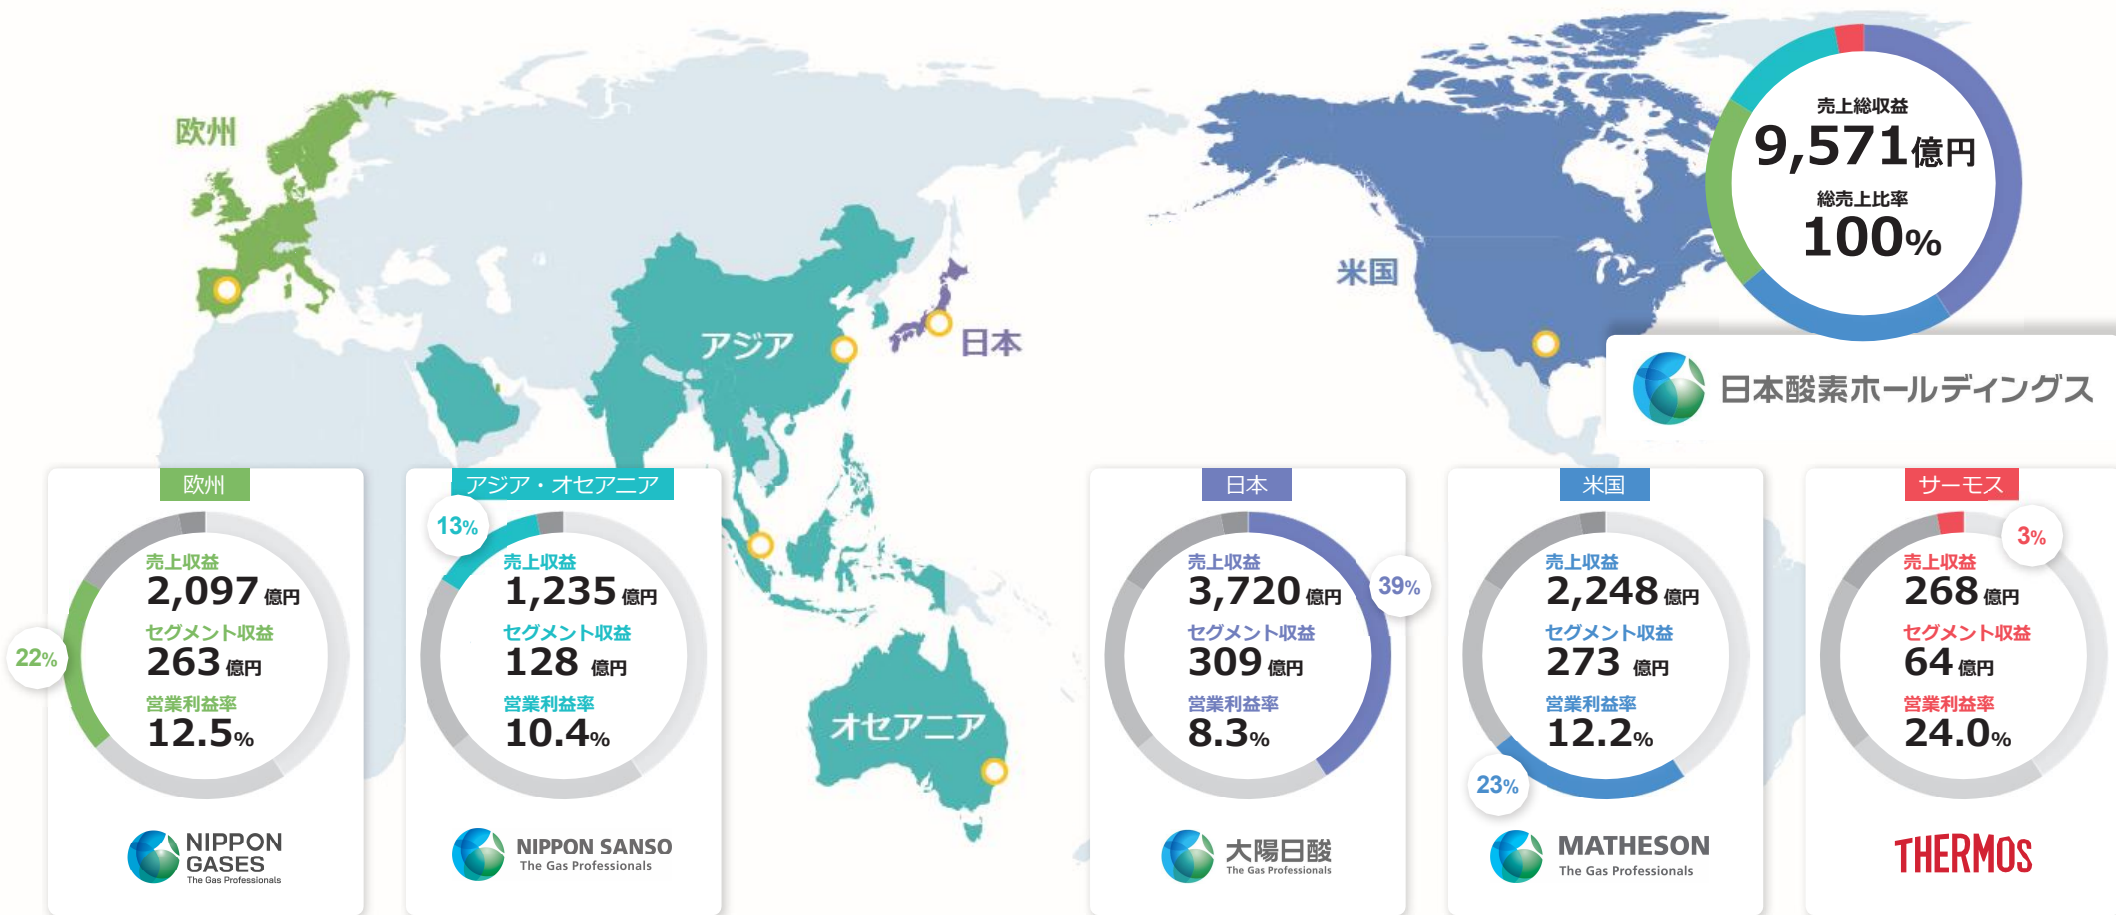 欧州
アジア
日本
米国
オセアニア
売上総収益
9,571億円
総売上比率
100%
日本酸素ホールディングス
欧州
22%
売上収益
2,097億円
セグメント収益
263億円
営業利益率
12.5%
NIPPON
GASES
The Gas Professionals
アジア・オセアニア
13%
売上収益
1,235億円
セグメント収益
128 億円
営業利益率
10.4%
NIPPON SANSO
The Gas Professionals
日本
39%
売上収益
3,720億円
セグメント収益
309億円
営業利益率
8.3%
大陽日酸
The Gas Professionals
米国
23%
売上収益
2,248億円
セグメント収益
273 億円
営業利益率
12.2%
MATHESON
The Gas Professionals
サーモス
3%
売上収益
268億円
セグメント収益
64億円
営業利益率
24.0%
THERMOS